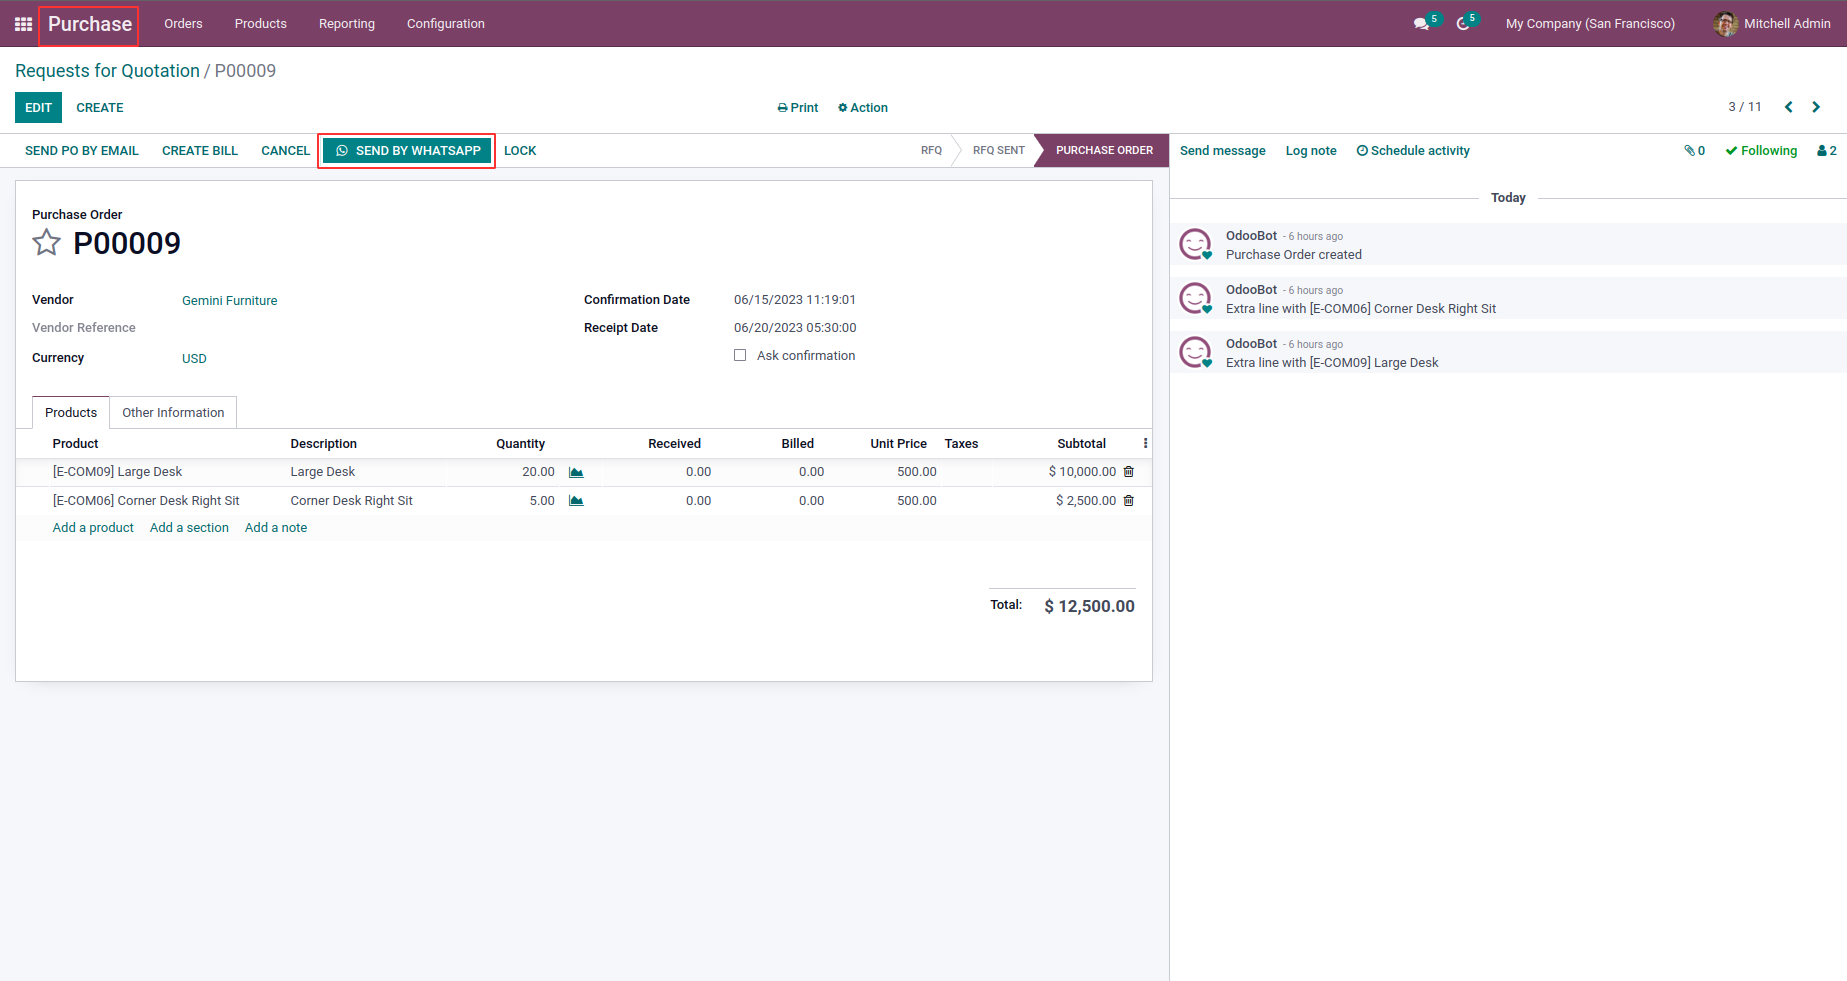 Purchase Orders Products Reporting Configuration 5 5 My Company (San Francisco) Mitchell Admin
Requests for Quotation / P00009
EDIT CREATE Print Action 3 / 11
SEND PO BY EMAIL CREATE BILL CANCEL SEND BY WHATSAPP LOCK RFQ RFQ SENT PURCHASE ORDER Send message Log note Schedule activity 0 Following 2
Today
Purchase Order
P00009
OdooBot - 6 hours ago
Purchase Order created
OdooBot - 6 hours ago
Extra line with [E-COM06] Corner Desk Right Sit
OdooBot - 6 hours ago
Extra line with [E-COM09] Large Desk
Vendor Gemini Furniture Confirmation Date 06/15/2023 11:19:01
Vendor Reference Receipt Date 06/20/2023 05:30:00
Currency USD Ask confirmation
Products Other Information
Product Description Quantity Received Billed Unit Price Taxes Subtotal
[E-COM09] Large Desk Large Desk 20.00 0.00 0.00 500.00 $ 10,000.00
[E-COM06] Corner Desk Right Sit Corner Desk Right Sit 5.00 0.00 0.00 500.00 $ 2,500.00
Add a product Add a section Add a note
Total: $ 12,500.00